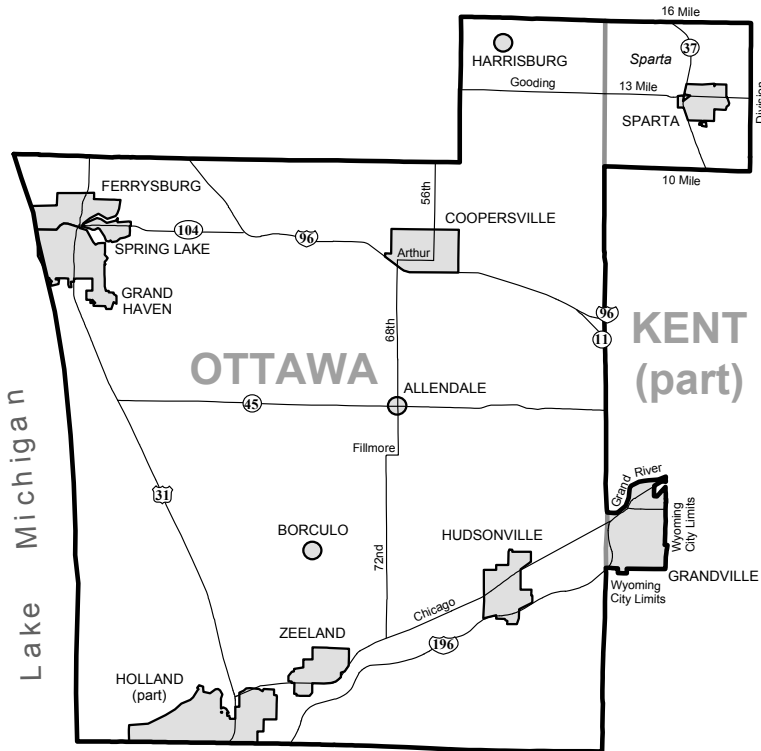 16 Mile
37
HARRISBURG
Sparta
Gooding
13 Mile
Division
SPARTA
10 Mile
FERRYSBURG
56th
COOPERSVILLE
104
96
SPRING LAKE
Arthur
GRAND
HAVEN
96
11
KENT
(part)
68th
OTTAWA
ALLENDALE
45
Lake Michigan
Fillmore
31
Grand River
BORCULO
72nd
HUDSONVILLE
Wyoming
City Limits
GRANDVILLE
Wyoming
City Limits
Chicago
ZEELAND
196
HOLLAND
(part)